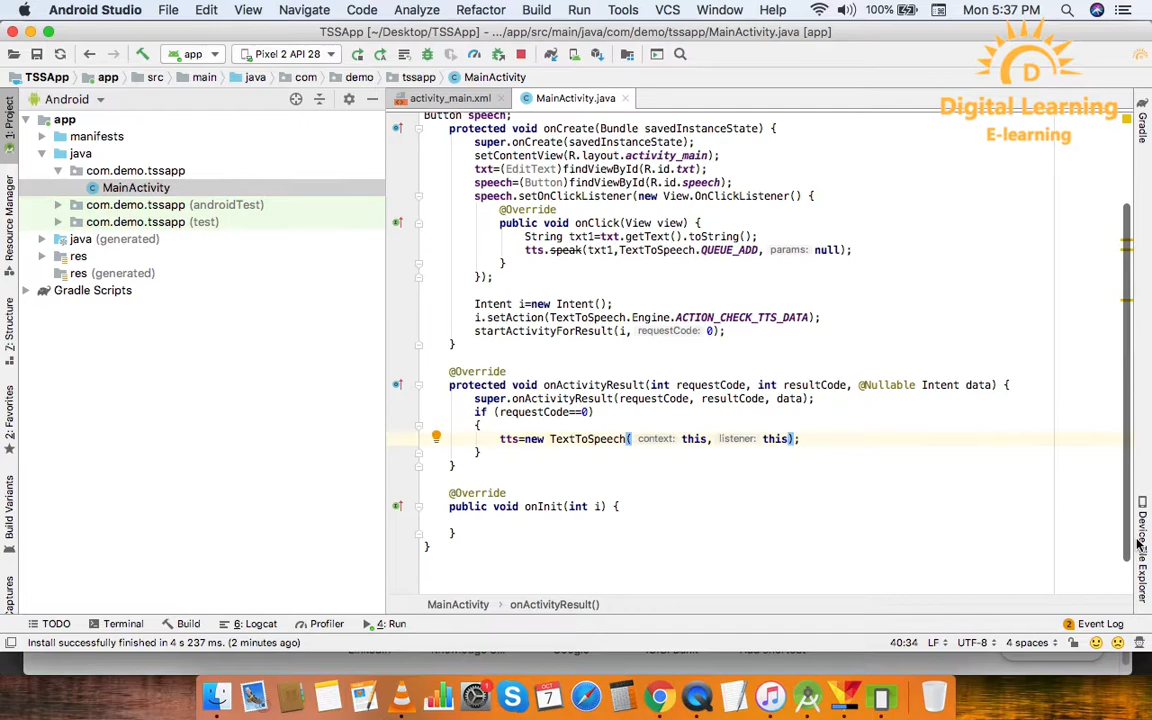 Android Studio File Edit View Navigate Code Analyze Refactor Build Run Tools VCS Window Help 100% Mon 5:37 PM
TSSApp [~/Desktop/TSSApp] - .../app/src/main/java/com/demo/tssapp/MainActivity.java [app]
app Pixel 2 API 28
TSSApp app src main java com demo tssapp MainActivity
Android
activity_main.xml MainActivity.java
Digital Learning
E-learning
1: Project
Resource Manager
Z: Structure
2: Favorites
Build Variants
Captures
app
manifests
java
com.demo.tssapp
MainActivity
com.demo.tssapp (androidTest)
com.demo.tssapp (test)
java (generated)
res
res (generated)
Gradle Scripts
Button speech;
protected void onCreate(Bundle savedInstanceState) {
super.onCreate(savedInstanceState);
setContentView(R.layout.activity_main);
txt=(EditText)findViewById(R.id.txt);
speech=(Button)findViewById(R.id.speech);
speech.setOnClickListener(new View.OnClickListener() {
@Override
public void onClick(View view) {
String txt1=txt.getText().toString();
tts.speak(txt1,TextToSpeech.QUEUE_ADD, params: null);
}
});
Intent i=new Intent();
i.setAction(TextToSpeech.Engine.ACTION_CHECK_TTS_DATA);
startActivityForResult(i, requestCode: 0);
}
@Override
protected void onActivityResult(int requestCode, int resultCode, @Nullable Intent data) {
super.onActivityResult(requestCode, resultCode, data);
if (requestCode==0)
{
tts=new TextToSpeech( context: this, listener: this);
}
}
@Override
public void onInit(int i) {
}
}
Gradle
Device File Explorer
MainActivity onActivityResult()
TODO Terminal Build 6: Logcat Profiler 4: Run 2 Event Log
Install successfully finished in 4 s 237 ms. (2 minutes ago) 40:34 LF UTF-8 4 spaces
OCT
7
1